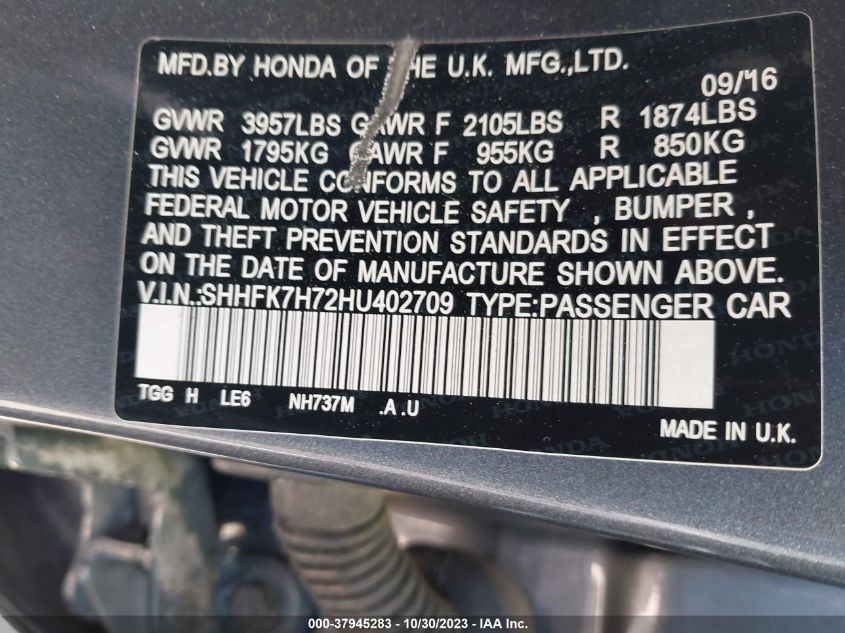 MFD.BY HONDA OF THE U.K. MFG.,LTD.
09/16
GVWR 3957LBS GAWR F 2105LBS R 1874LBS
GVWR 1795KG GAWR F 955KG R 850KG
THIS VEHICLE CONFORMS TO ALL APPLICABLE
FEDERAL MOTOR VEHICLE SAFETY , BUMPER ,
AND THEFT PREVENTION STANDARDS IN EFFECT
ON THE DATE OF MANUFACTURE SHOWN ABOVE.
V.I.N.:SHHFK7H72HU402709 TYPE:PASSENGER CAR
TGG H LE6 NH737M .A .U
MADE IN U.K.
000-37945283 - 10/30/2023 - IAA Inc.